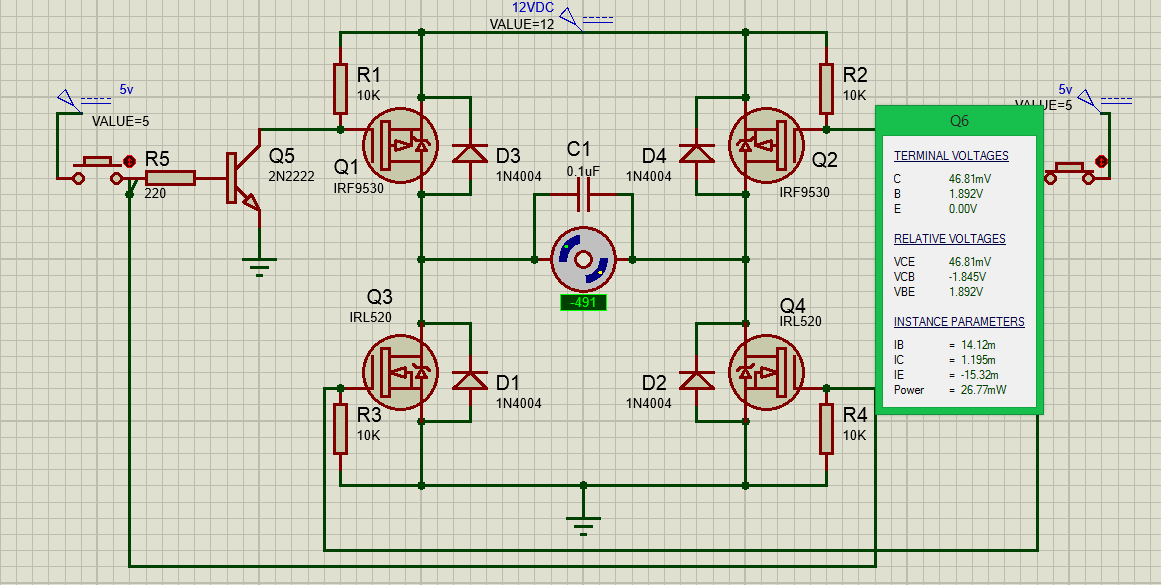 12VDC
VALUE=12
5v
VALUE=5
R5
220
Q5
2N2222
R1
10K
Q1
IRF9530
D3
1N4004
C1
0.1uF
D4
1N4004
R2
10K
Q2
IRF9530
5v
VALUE=5
-491
Q3
IRL520
D1
1N4004
R3
10K
Q4
IRL520
D2
1N4004
R4
10K
Q6
TERMINAL VOLTAGES
C 46.81mV
B 1.892V
E 0.00V
RELATIVE VOLTAGES
VCE 46.81mV
VCB -1.845V
VBE 1.892V
INSTANCE PARAMETERS
IB = 14.12m
IC = 1.195m
IE = -15.32m
Power = 26.77mW